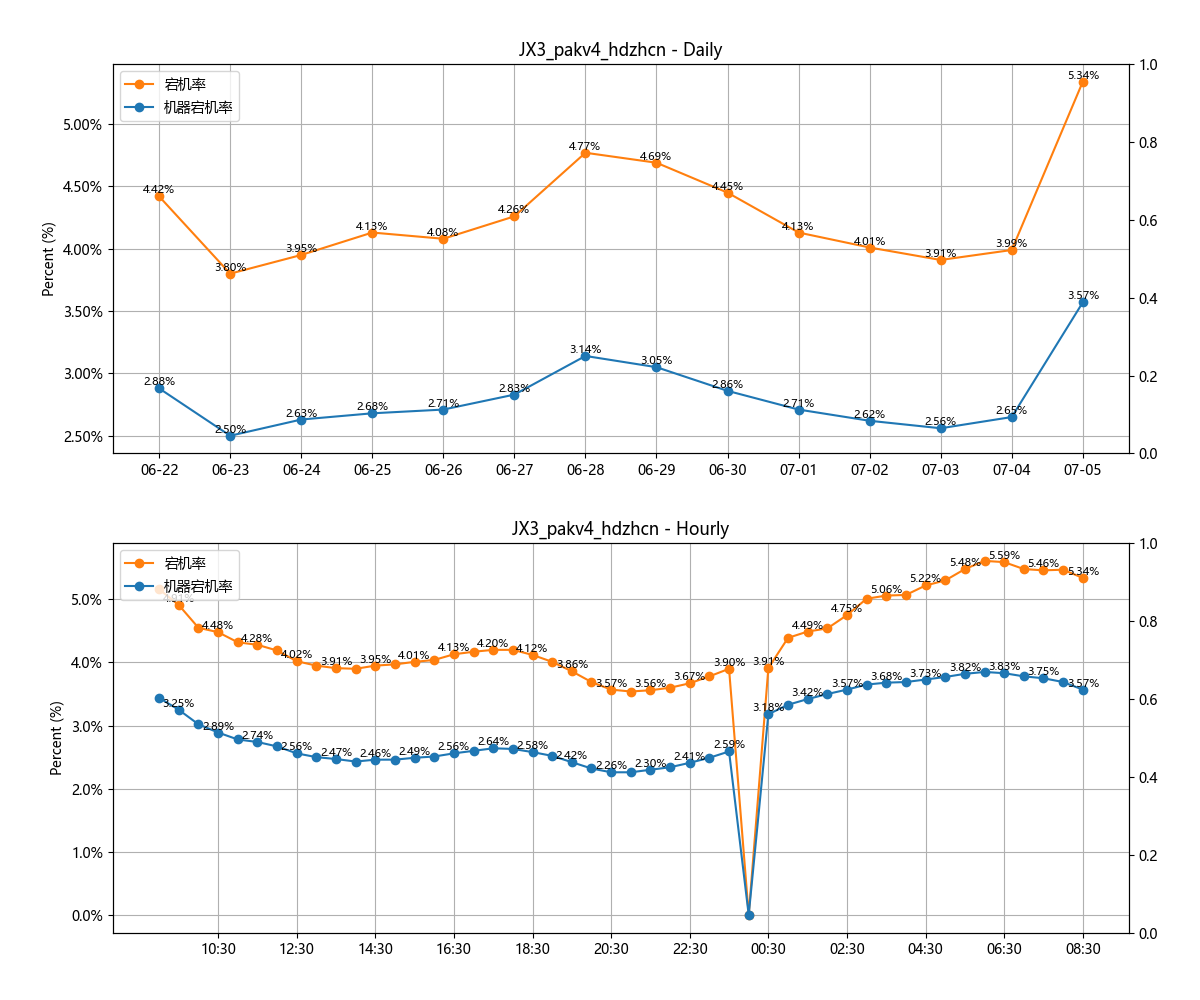 JX3_pakv4_hdzhcn - Daily
宕机率
机器宕机率
Percent (%)
5.00%
4.50%
4.00%
3.50%
3.00%
2.50%
1.0
0.8
0.6
0.4
0.2
0.0
4.42% 3.80% 3.95% 4.13% 4.08% 4.26% 4.77% 4.69% 4.45% 4.13% 4.01% 3.91% 3.99% 5.34%
2.88% 2.50% 2.63% 2.68% 2.71% 2.83% 3.14% 3.05% 2.86% 2.71% 2.62% 2.56% 2.65% 3.57%
06-22 06-23 06-24 06-25 06-26 06-27 06-28 06-29 06-30 07-01 07-02 07-03 07-04 07-05
JX3_pakv4_hdzhcn - Hourly
宕机率
机器宕机率
Percent (%)
5.0%
4.0%
3.0%
2.0%
1.0%
0.0%
1.0
0.8
0.6
0.4
0.2
0.0
4.91% 4.48% 4.28% 4.02% 3.91% 3.95% 4.01% 4.13% 4.20% 4.12% 3.86% 3.57% 3.56% 3.67% 3.90% 3.91% 4.49% 4.75% 5.06% 5.22% 5.48% 5.59% 5.46% 5.34%
3.25% 2.89% 2.74% 2.56% 2.47% 2.46% 2.49% 2.56% 2.64% 2.58% 2.42% 2.26% 2.30% 2.41% 2.59% 3.18% 3.42% 3.57% 3.68% 3.73% 3.82% 3.83% 3.75% 3.57%
10:30 12:30 14:30 16:30 18:30 20:30 22:30 00:30 02:30 04:30 06:30 08:30